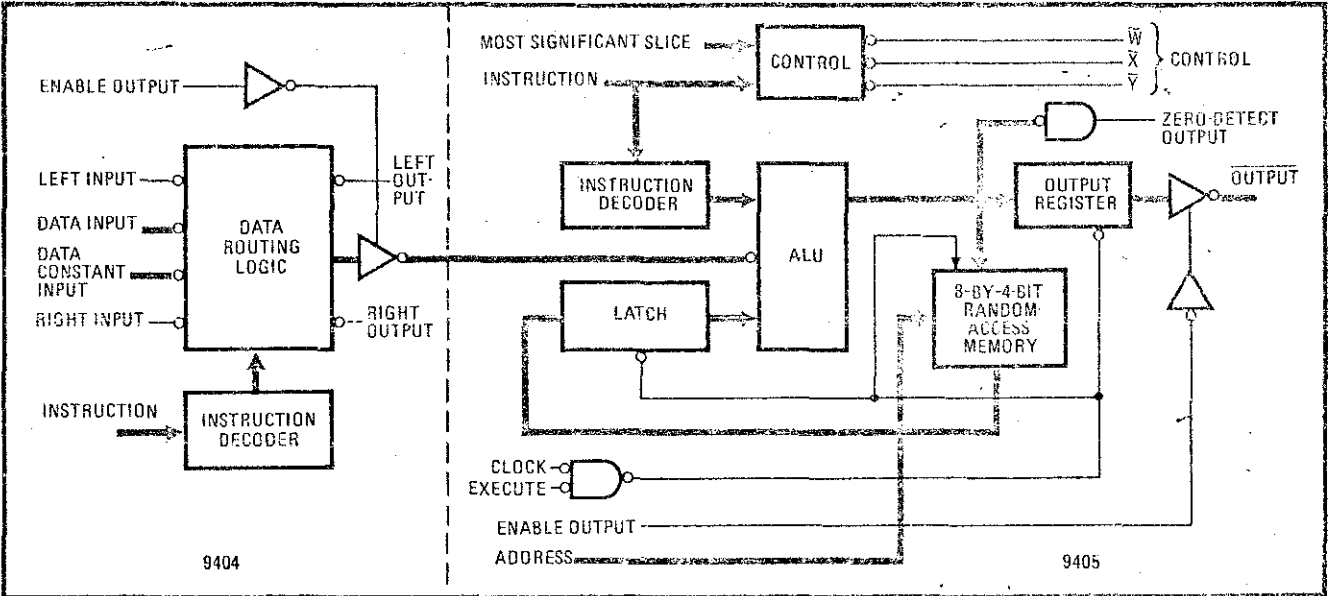 ENABLE OUTPUT
LEFT INPUT
DATA INPUT
DATA
CONSTANT
INPUT
RIGHT INPUT
DATA
ROUTING
LOGIC
LEFT
OUT-
PUT
RIGHT
OUTPUT
INSTRUCTION
INSTRUCTION
DECODER
9404
MOST SIGNIFICANT SLICE
INSTRUCTION
CONTROL
W̅
X̅
Y̅
CONTROL
ZERO-DETECT
OUTPUT
INSTRUCTION
DECODER
ALU
OUTPUT
REGISTER
O̅U̅T̅P̅U̅T̅
LATCH
8-BY-4-BIT
RANDOM-
ACCESS
MEMORY
CLOCK
EXECUTE
ENABLE OUTPUT
ADDRESS
9405